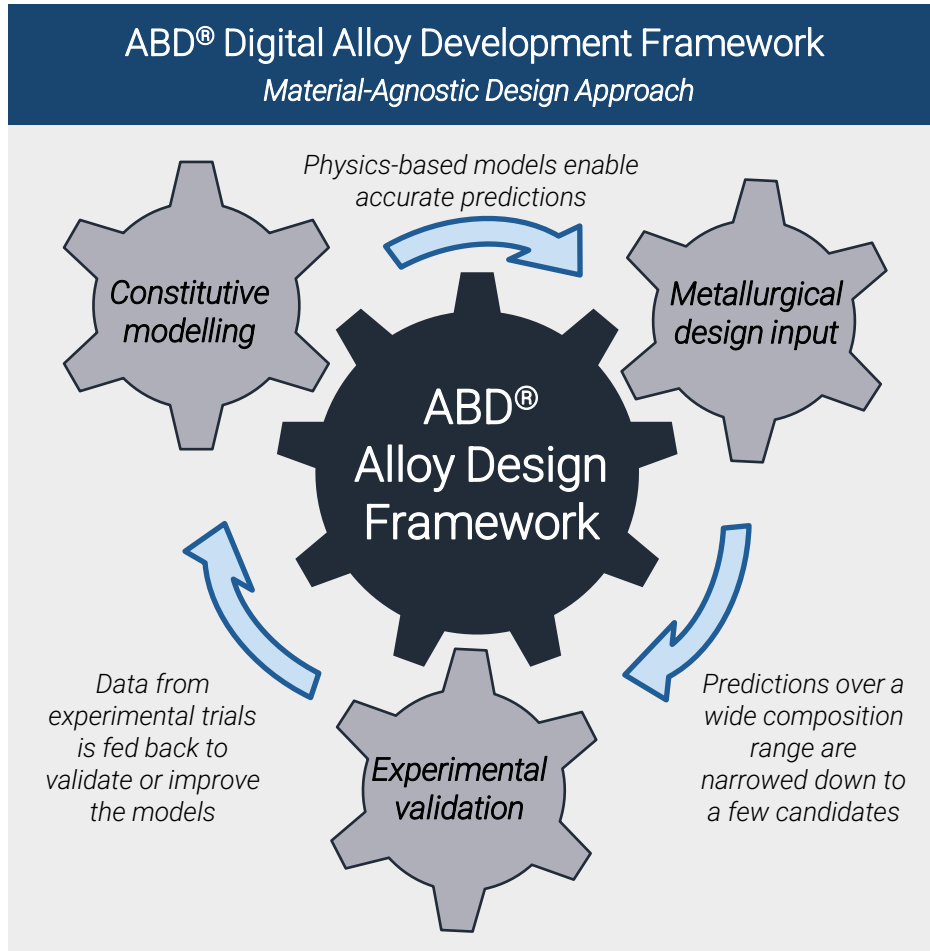 ABD® Digital Alloy Development Framework
Material-Agnostic Design Approach
Physics-based models enable
accurate predictions
Constitutive
modelling
Metallurgical
design input
ABD®
Alloy Design
Framework
Data from
experimental trials
is fed back to
validate or improve
the models
Predictions over a
wide composition
range are
narrowed down to
a few candidates
Experimental
validation